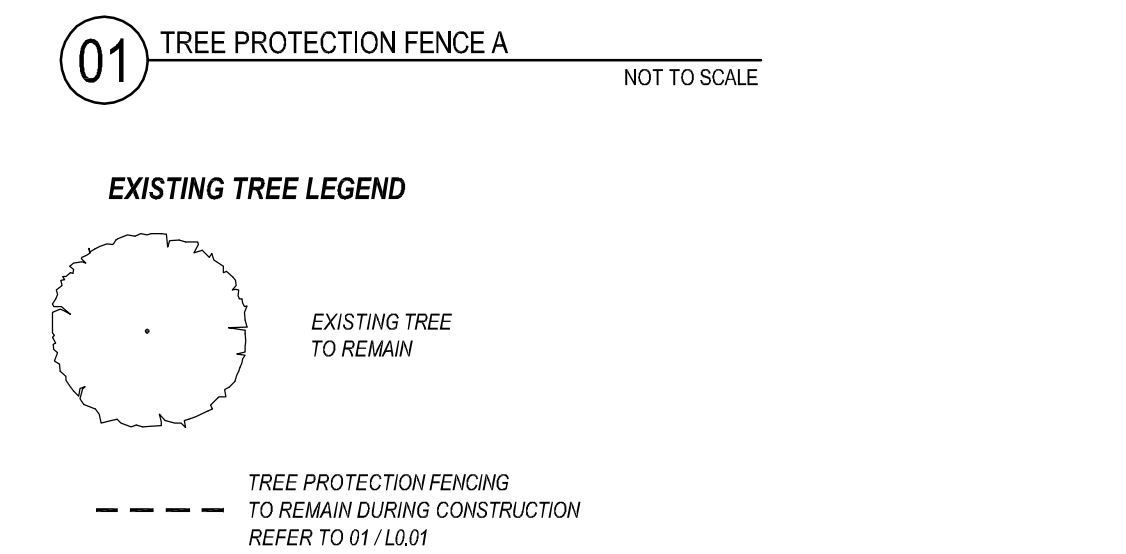 01
TREE PROTECTION FENCE A
NOT TO SCALE
EXISTING TREE LEGEND
EXISTING TREE
TO REMAIN
TREE PROTECTION FENCING
TO REMAIN DURING CONSTRUCTION
REFER TO 01 / L0.01